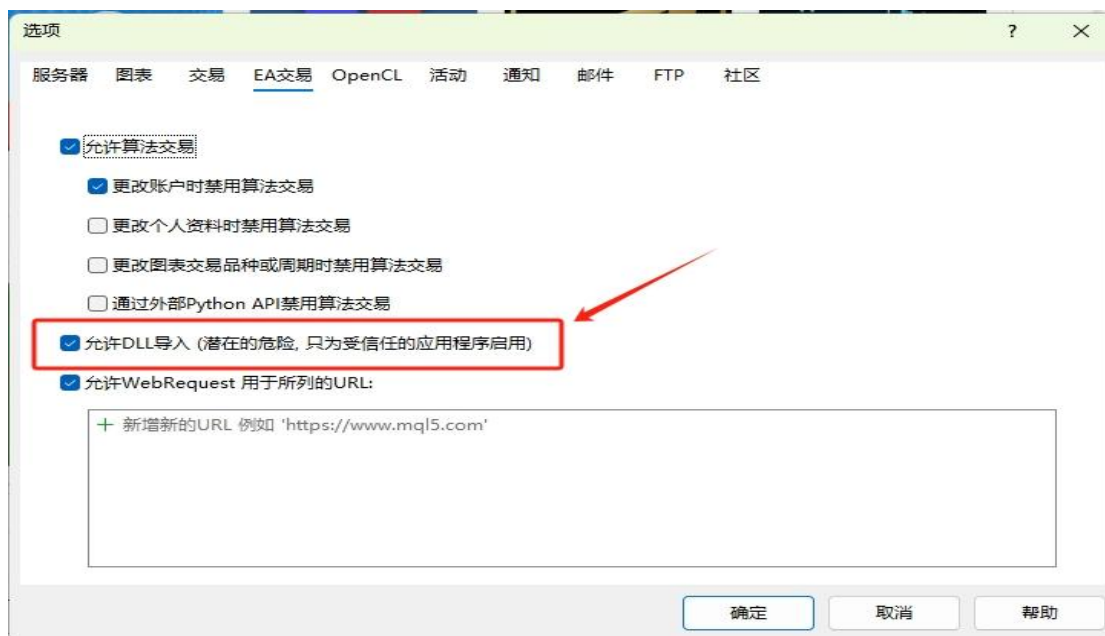 选项
服务器 图表 交易 EA交易 OpenCL 活动 通知 邮件 FTP 社区
允许算法交易
更改账户时禁用算法交易
更改个人资料时禁用算法交易
更改图表交易品种或周期时禁用算法交易
通过外部Python API禁用算法交易
允许DLL导入 (潜在的危险, 只为受信任的应用程序启用)
允许WebRequest 用于所列的URL:
新增新的URL 例如 'https://www.mql5.com'
确定 取消 帮助